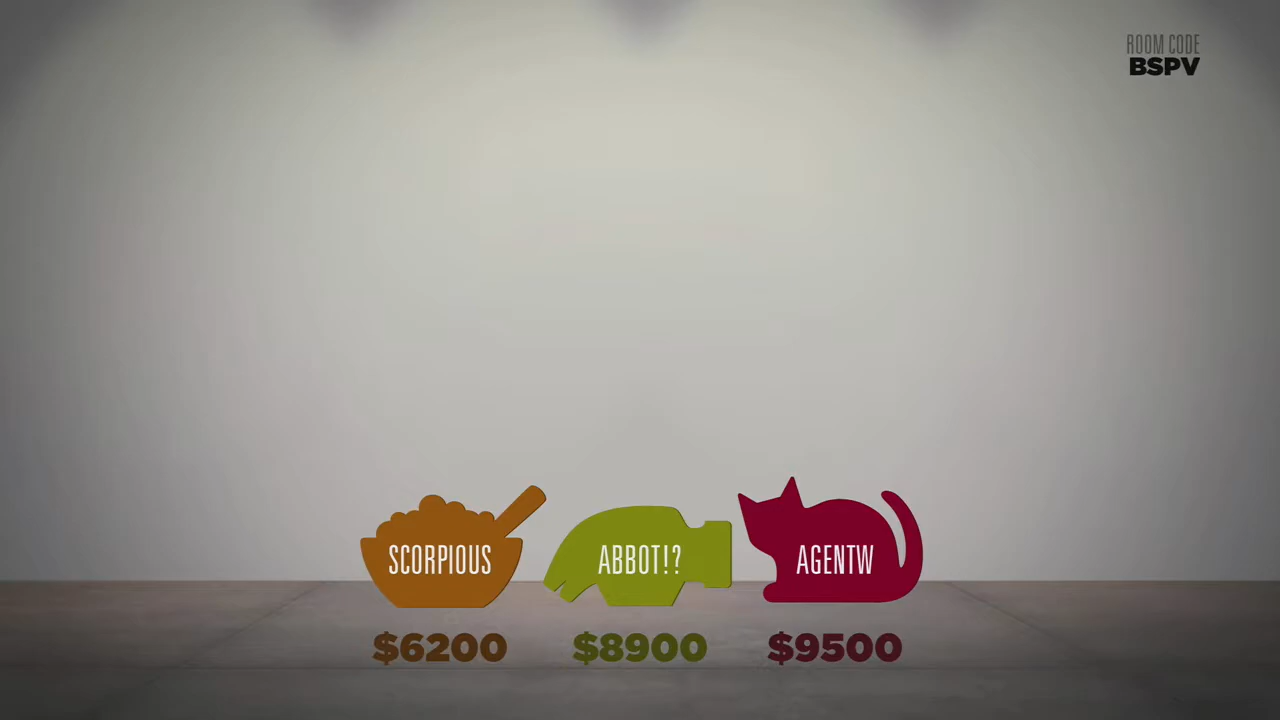 ROOM CODE
BSPV
SCORPIOUS
ABBOT!?
AGENTW
$6200
$8900
$9500